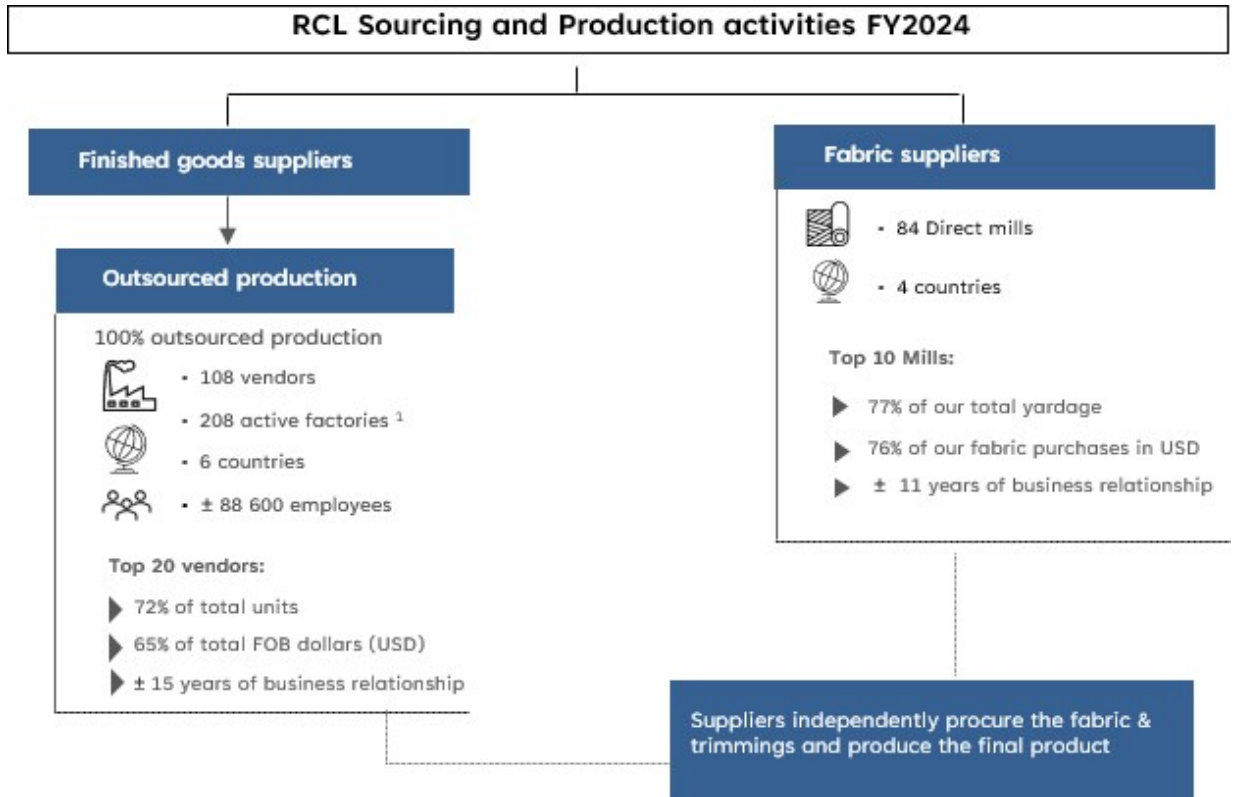 RCL Sourcing and Production activities FY2024
Finished goods suppliers
Outsourced production
100% outsourced production
▪ 108 vendors
▪ 208 active factories ¹
▪ 6 countries
▪ ± 88 600 employees
Top 20 vendors:
72% of total units
65% of total FOB dollars (USD)
± 15 years of business relationship
Fabric suppliers
▪ 84 Direct mills
▪ 4 countries
Top 10 Mills:
77% of our total yardage
76% of our fabric purchases in USD
± 11 years of business relationship
Suppliers independently procure the fabric &
trimmings and produce the final product